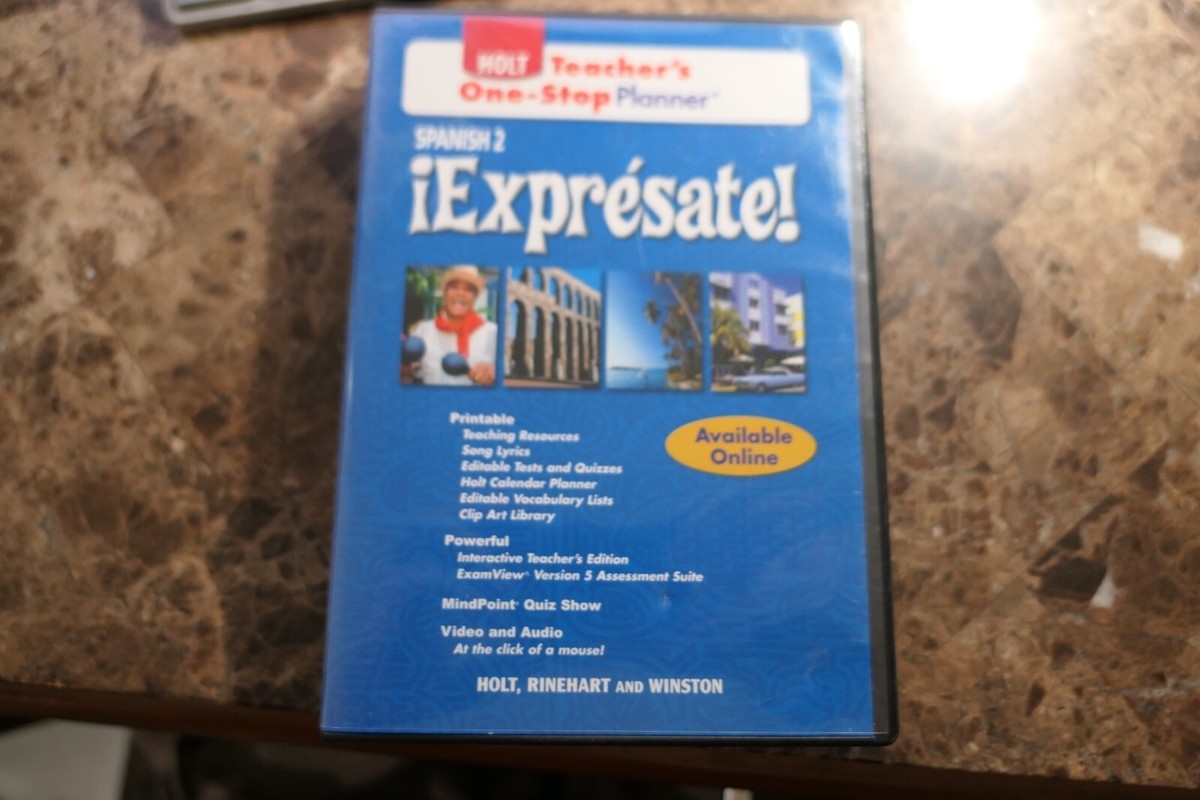 HOLT Teacher's
One-Stop Planner™
SPANISH 2
¡Exprésate!
Printable
Teaching Resources
Song Lyrics
Editable Tests and Quizzes
Holt Calendar Planner
Editable Vocabulary Lists
Clip Art Library
Available
Online
Powerful
Interactive Teacher's Edition
ExamView® Version 5 Assessment Suite
MindPoint® Quiz Show
Video and Audio
At the click of a mouse!
HOLT, RINEHART AND WINSTON